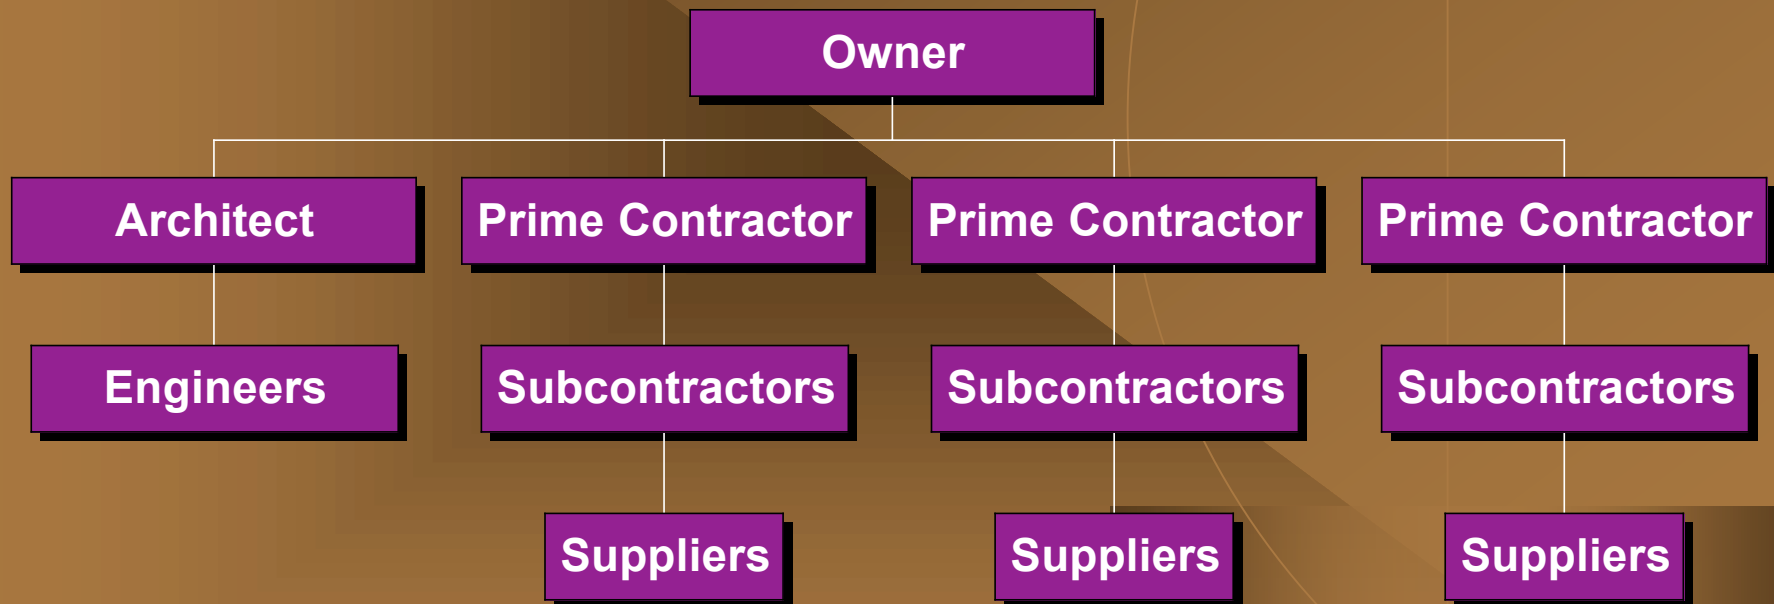 Owner
Architect
Prime Contractor
Prime Contractor
Prime Contractor
Engineers
Subcontractors
Subcontractors
Subcontractors
Suppliers
Suppliers
Suppliers